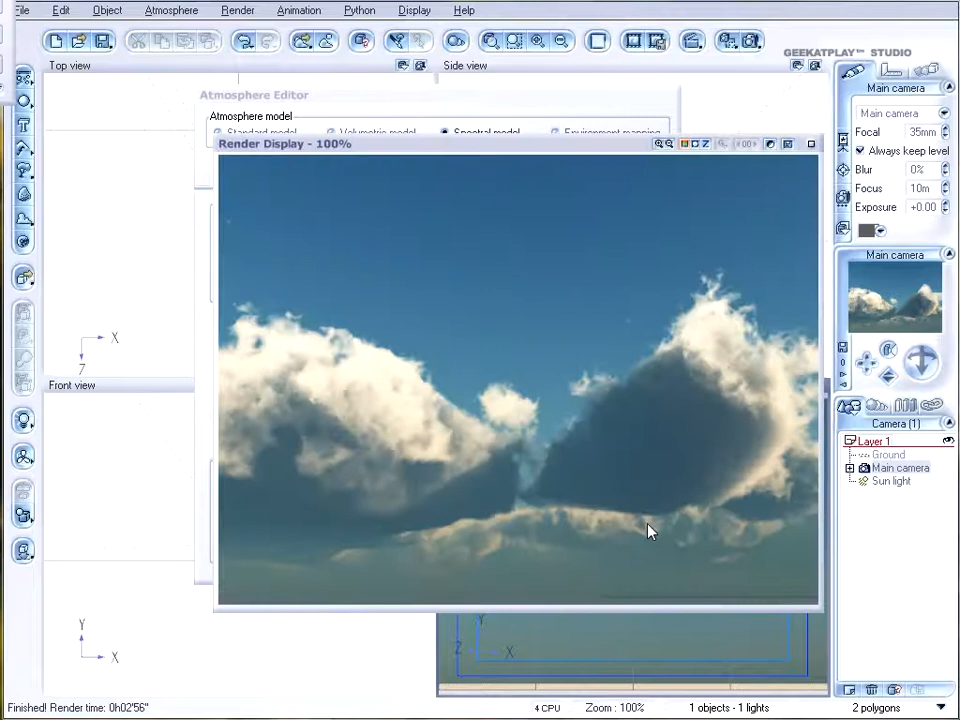 File Edit Object Atmosphere Render Animation Python Display Help
GEEKATPLAY™ STUDIO
Top view
Side view
Main camera
Atmosphere Editor
Atmosphere model
Standard model Volumetric model Spectral model Environment mapping
Render Display - 100%
Main camera
Focal 35mm
Always keep level
Blur 0%
Focus 10m
Exposure +0.00
Main camera
X
Z
Front view
Camera (1)
Layer 1
Ground
Main camera
Sun light
Y
X
Y
Z X
Finished! Render time: 0h02'56"
4 CPU
Zoom : 100%
1 objects - 1 lights
2 polygons